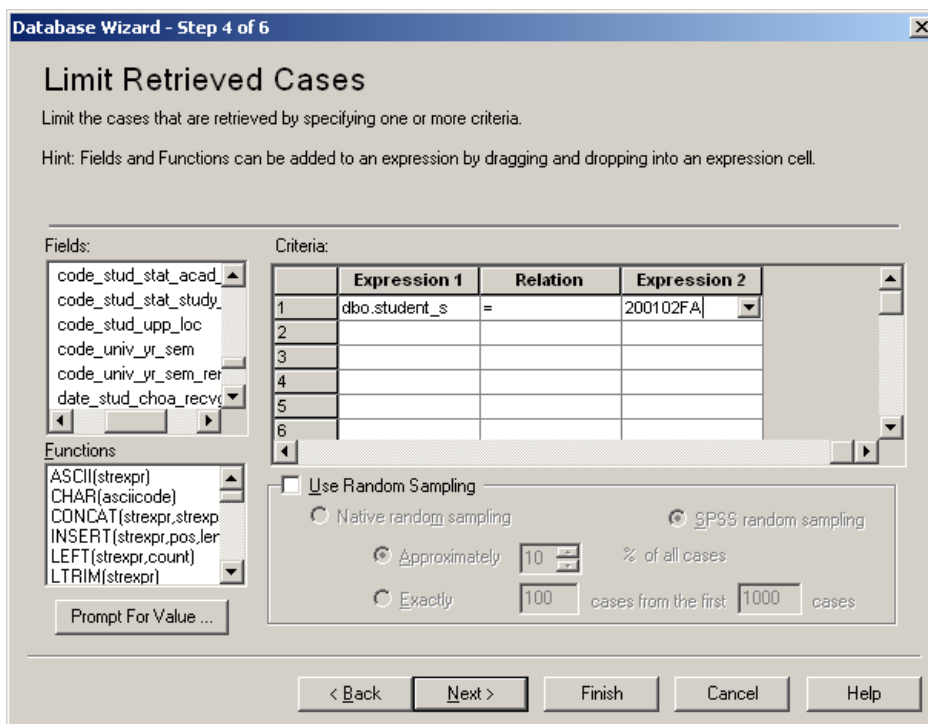 Database Wizard - Step 4 of 6
Limit Retrieved Cases
Limit the cases that are retrieved by specifying one or more criteria.
Hint: Fields and Functions can be added to an expression by dragging and dropping into an expression cell.
Fields:
code_stud_stat_acad_
code_stud_stat_study_
code_stud_upp_loc
code_univ_yr_sem
code_univ_yr_sem_rer
date_stud_choa_recvg
Criteria:
Expression 1 Relation Expression 2
1 dbo.student_s = 200102FA
2
3
4
5
6
Functions
ASCII(strexpr)
CHAR(asciicode)
CONCAT(strexpr,strexp
INSERT(strexpr,pos,ler
LEFT(strexpr,count)
LTRIM(strexpr)
Prompt For Value ...
Use Random Sampling
Native random sampling SPSS random sampling
Approximately 10 % of all cases
Exactly 100 cases from the first 1000 cases
< Back Next > Finish Cancel Help